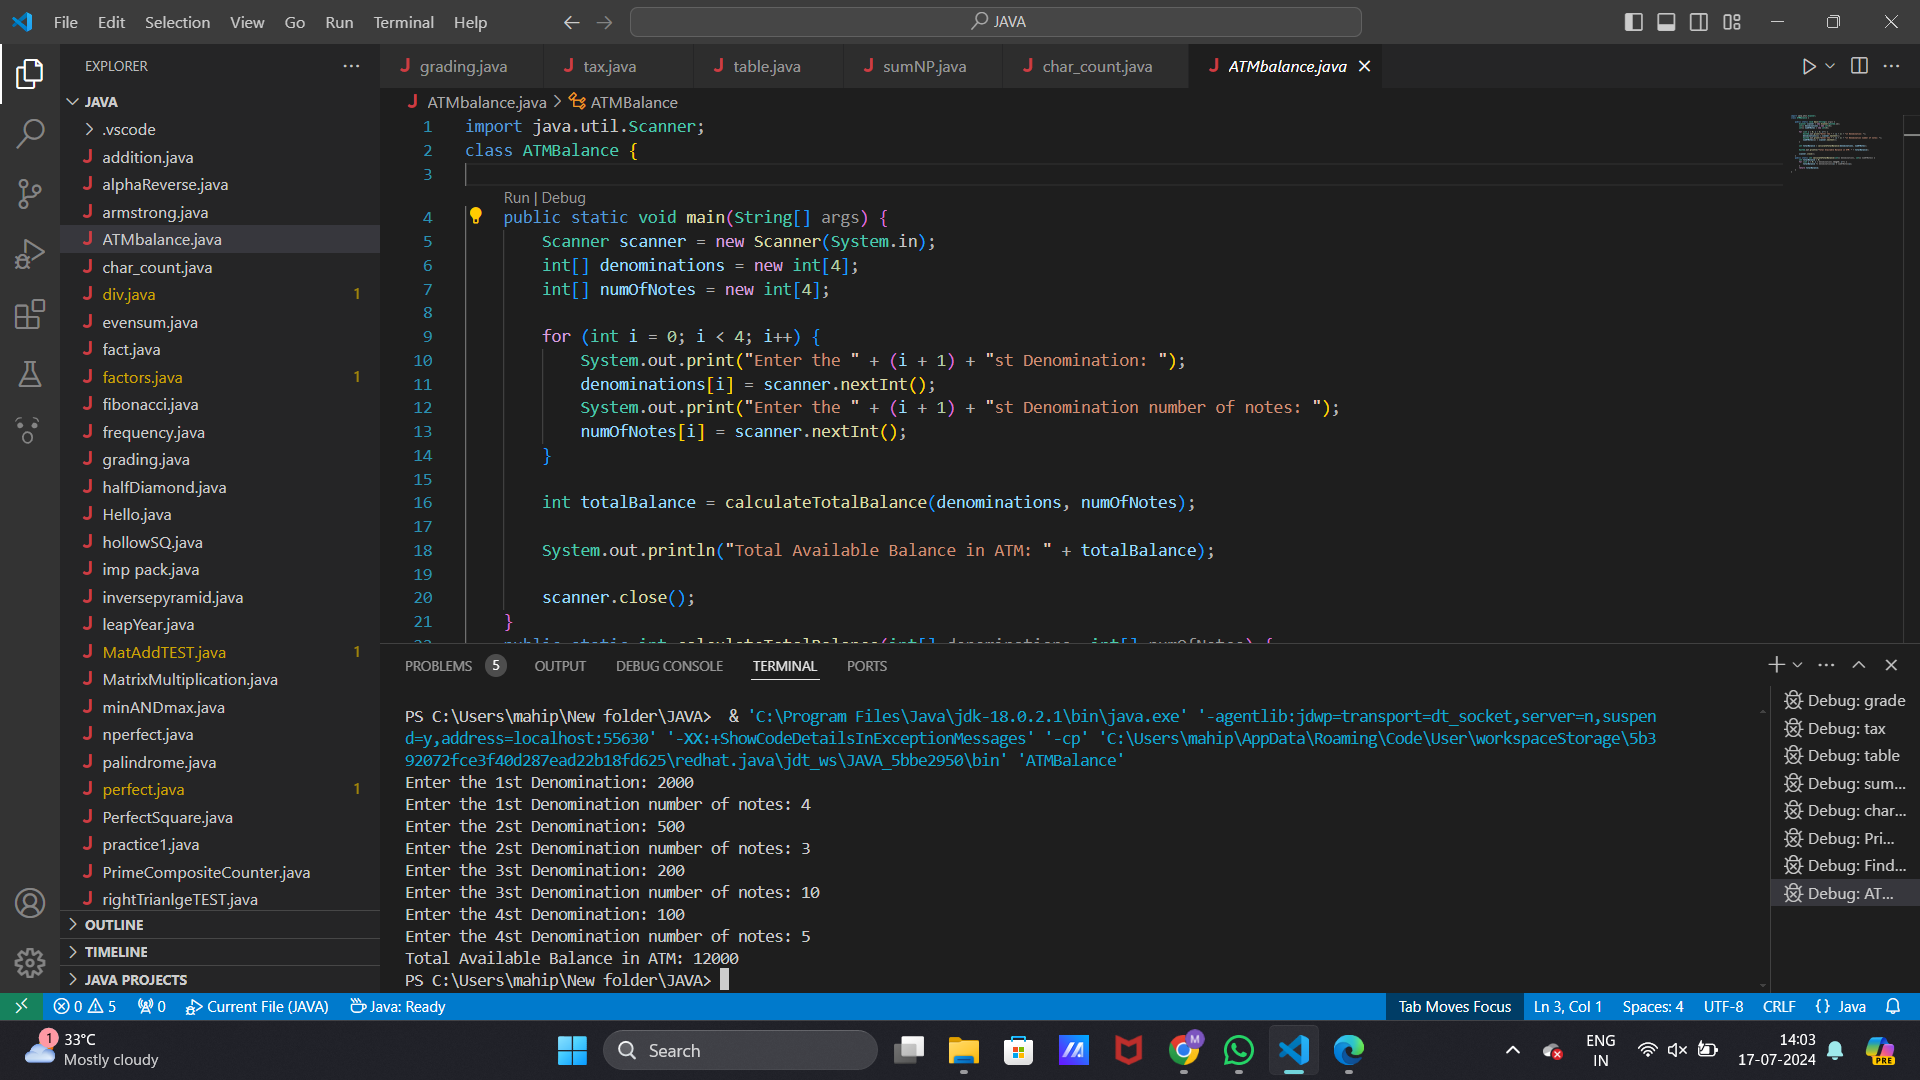 File Edit Selection View Go Run Terminal Help
JAVA
EXPLORER
JAVA
.vscode
addition.java
alphaReverse.java
armstrong.java
ATMbalance.java
char_count.java
div.java 1
evensum.java
fact.java
factors.java 1
fibonacci.java
frequency.java
grading.java
halfDiamond.java
Hello.java
hollowSQ.java
imp pack.java
inversepyramid.java
leapYear.java
MatAddTEST.java 1
MatrixMultiplication.java
minANDmax.java
nperfect.java
palindrome.java
perfect.java 1
PerfectSquare.java
practice1.java
PrimeCompositeCounter.java
rightTrianlgeTEST.java
OUTLINE
TIMELINE
JAVA PROJECTS
grading.java tax.java table.java sumNP.java char_count.java ATMbalance.java
ATMbalance.java > ATMBalance
1 import java.util.Scanner;
2 class ATMBalance {
3
Run | Debug
4 public static void main(String[] args) {
5 Scanner scanner = new Scanner(System.in);
6 int[] denominations = new int[4];
7 int[] numOfNotes = new int[4];
8
9 for (int i = 0; i < 4; i++) {
10 System.out.print("Enter the " + (i + 1) + "st Denomination: ");
11 denominations[i] = scanner.nextInt();
12 System.out.print("Enter the " + (i + 1) + "st Denomination number of notes: ");
13 numOfNotes[i] = scanner.nextInt();
14 }
15
16 int totalBalance = calculateTotalBalance(denominations, numOfNotes);
17
18 System.out.println("Total Available Balance in ATM: " + totalBalance);
19
20 scanner.close();
21 }
22 public static int calculateTotalBalance(int[] denominations, int[] numOfNotes) {
PROBLEMS 5 OUTPUT DEBUG CONSOLE TERMINAL PORTS
PS C:\Users\mahip\New folder\JAVA>  & 'C:\Program Files\Java\jdk-18.0.2.1\bin\java.exe' '-agentlib:jdwp=transport=dt_socket,server=n,suspen
d=y,address=localhost:55630' '-XX:+ShowCodeDetailsInExceptionMessages' '-cp' 'C:\Users\mahip\AppData\Roaming\Code\User\workspaceStorage\5b3
92072fce3f40d287ead22b18fd625\redhat.java\jdt_ws\JAVA_5bbe2950\bin' 'ATMBalance'
Enter the 1st Denomination: 2000
Enter the 1st Denomination number of notes: 4
Enter the 2st Denomination: 500
Enter the 2st Denomination number of notes: 3
Enter the 3st Denomination: 200
Enter the 3st Denomination number of notes: 10
Enter the 4st Denomination: 100
Enter the 4st Denomination number of notes: 5
Total Available Balance in ATM: 12000
PS C:\Users\mahip\New folder\JAVA>
Debug: grade
Debug: tax
Debug: table
Debug: sum...
Debug: char...
Debug: Pri...
Debug: Find...
Debug: AT...
0 5 0 Current File (JAVA) Java: Ready
Tab Moves Focus Ln 3, Col 1 Spaces: 4 UTF-8 CRLF {} Java
1
33°C
Mostly cloudy
Search
M
ENG
IN
14:03
17-07-2024
PRE